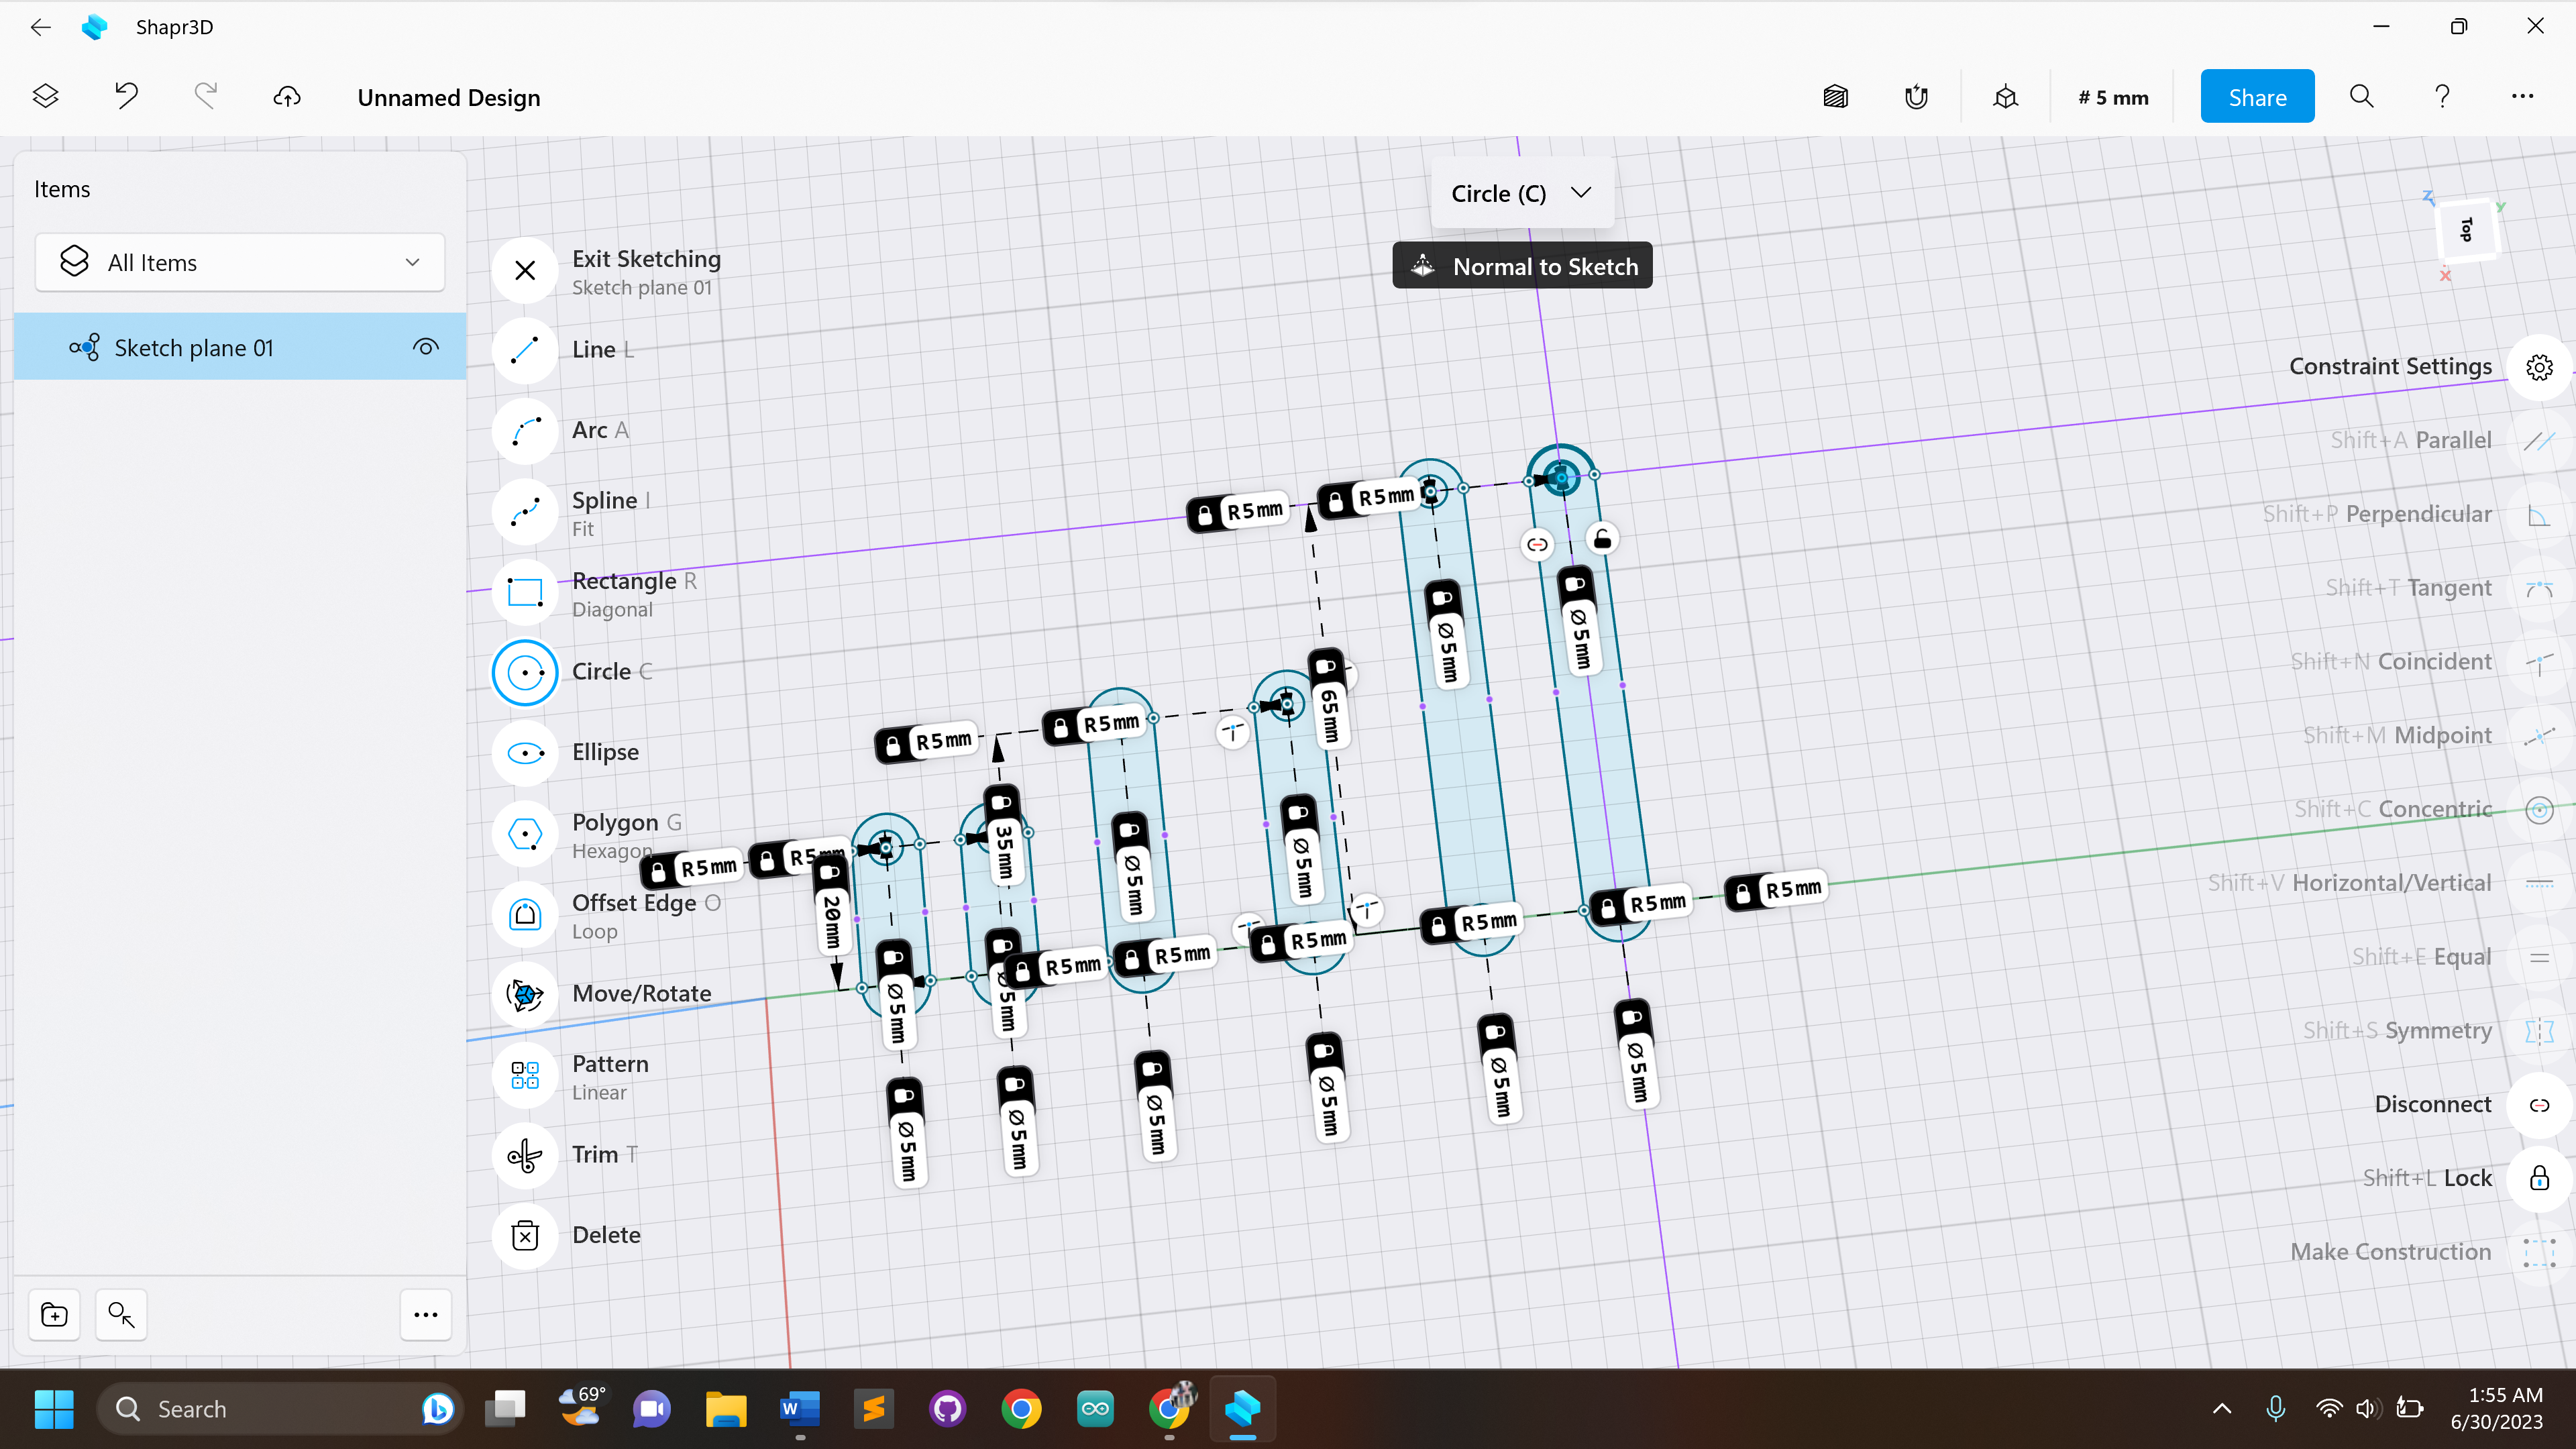 Shapr3D
Unnamed Design
# 5 mm
Share
Items
All Items
Sketch plane 01
Circle (C)
Normal to Sketch
Z
Y
Top
X
Exit Sketching
Sketch plane 01
Line L
Arc A
Spline I
Fit
Rectangle R
Diagonal
Circle C
Ellipse
Polygon G
Hexagon
Offset Edge O
Loop
Move/Rotate
Pattern
Linear
Trim T
Delete
R5mm
R5mm
Ø5mm
Ø5mm
65mm
R5mm
R5mm
35mm
Ø5mm
Ø5mm
R5mm
R5mm
20mm
R5mm
R5mm
R5mm
R5mm
R5mm
R5mm
Ø5mm
Ø5mm
Ø5mm
Ø5mm
Ø5mm
Ø5mm
Ø5mm
Ø5mm
Constraint Settings
Shift+A Parallel
Shift+P Perpendicular
Shift+T Tangent
Shift+N Coincident
Shift+M Midpoint
Shift+C Concentric
Shift+V Horizontal/Vertical
Shift+E Equal
Shift+S Symmetry
Disconnect
Shift+L Lock
Make Construction
Search
69°
1:55 AM
6/30/2023